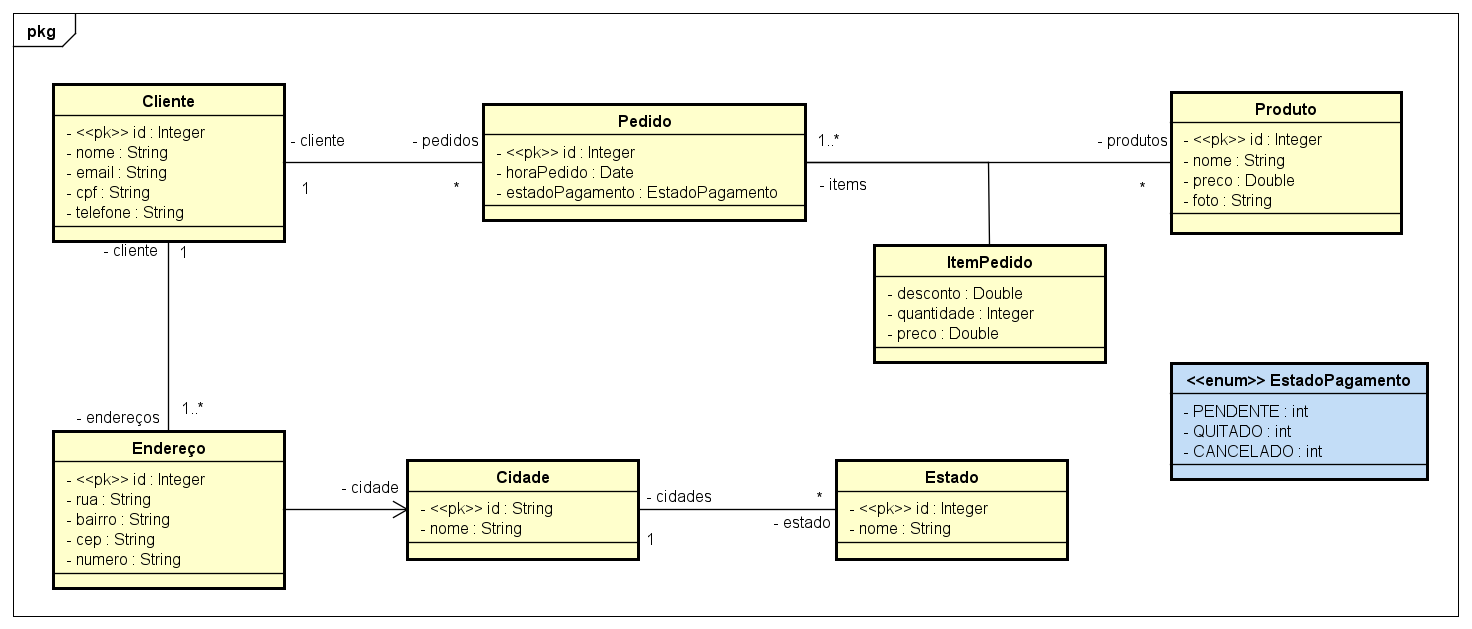 pkg
Cliente
- <<pk>> id : Integer
- nome : String
- email : String
- cpf : String
- telefone : String
- cliente
1
- pedidos
*
Pedido
- <<pk>> id : Integer
- horaPedido : Date
- estadoPagamento : EstadoPagamento
1..*
- items
- produtos
*
Produto
- <<pk>> id : Integer
- nome : String
- preco : Double
- foto : String
ItemPedido
- desconto : Double
- quantidade : Integer
- preco : Double
- cliente
1
- endereços
1..*
<<enum>> EstadoPagamento
- PENDENTE : int
- QUITADO : int
- CANCELADO : int
Endereço
- <<pk>> id : Integer
- rua : String
- bairro : String
- cep : String
- numero : String
- cidade
Cidade
- <<pk>> id : String
- nome : String
- cidades
1
*
- estado
Estado
- <<pk>> id : Integer
- nome : String